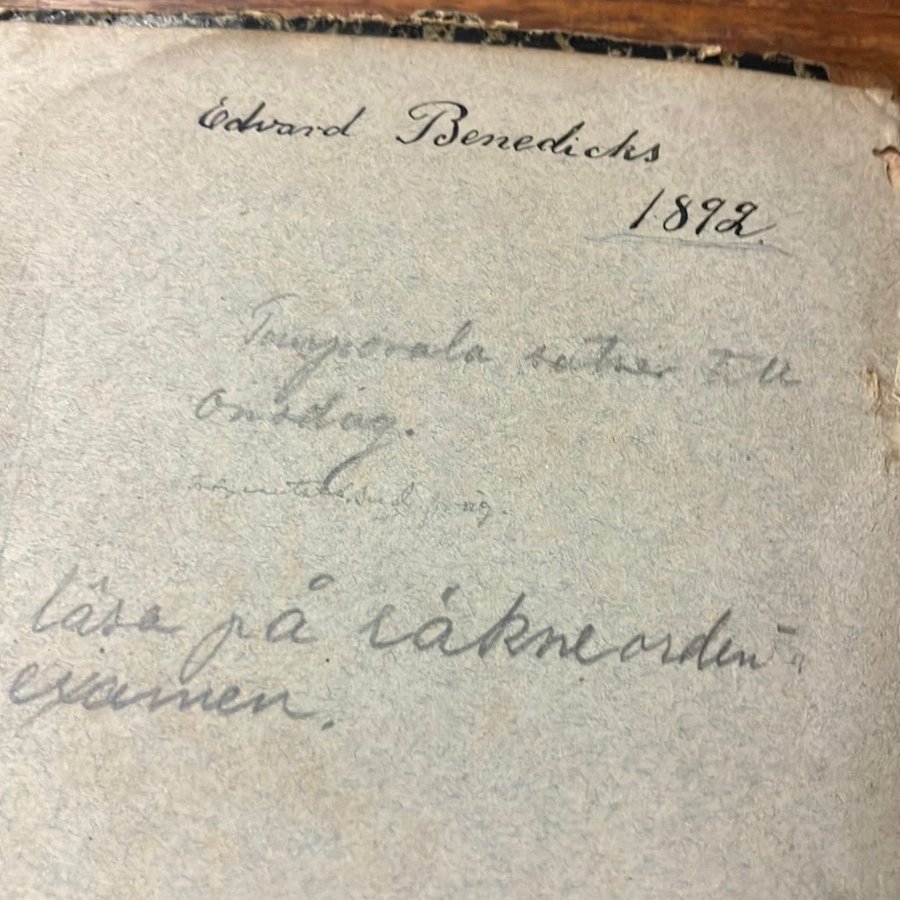 Edvard Benedicks
1892.
Temporala satser till
Onsdag.
läsa på räkneorden
examen.